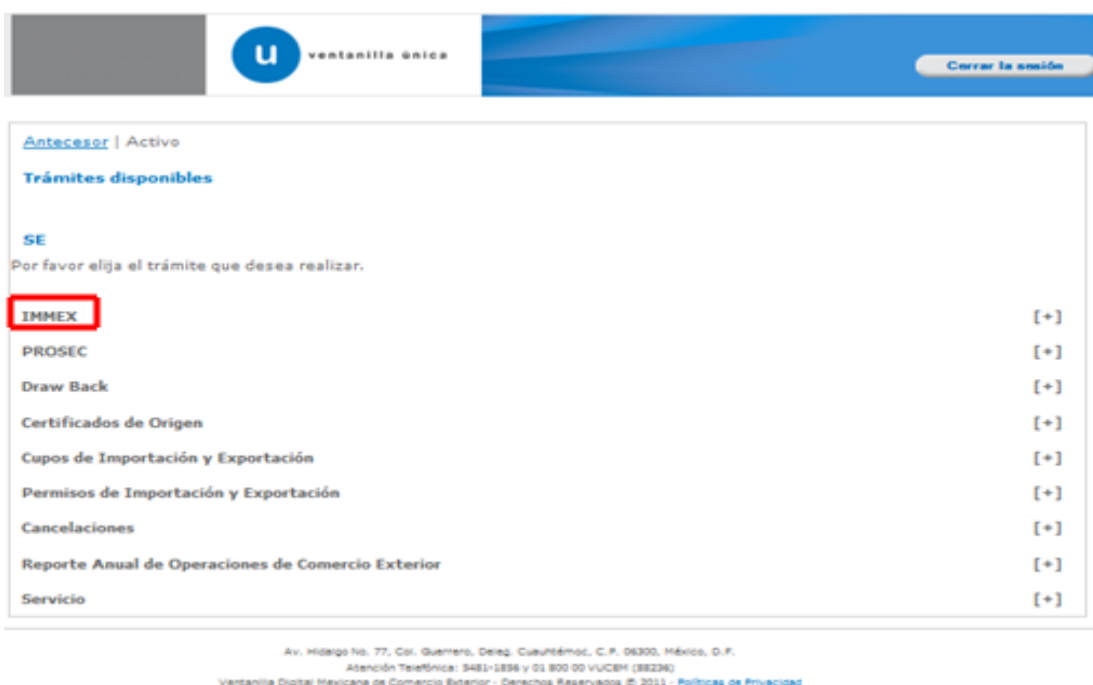 u ventanilla única
Cerrar la sesión
Antecesor | Activo
Trámites disponibles
SE
Por favor elija el trámite que desea realizar.
IMMEX [+]
PROSEC [+]
Draw Back [+]
Certificados de Origen [+]
Cupos de Importación y Exportación [+]
Permisos de Importación y Exportación [+]
Cancelaciones [+]
Reporte Anual de Operaciones de Comercio Exterior [+]
Servicio [+]
Av. Hidalgo No. 77, Col. Guerrero, Deleg. Cuauhtémoc, C.P. 06300, México, D.F.
Atención Telefónica: 5481-1856 y 01 800 00 VUCEM (88236)
Ventanilla Digital Mexicana de Comercio Exterior - Derechos Reservados © 2011 - Políticas de Privacidad